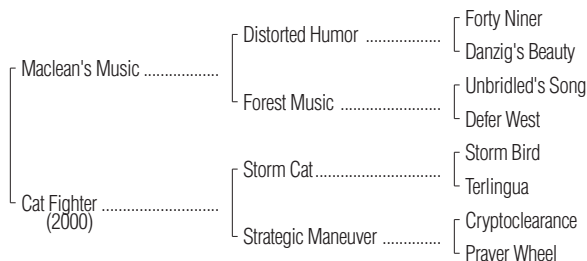 Forty Niner
Distorted Humor ..................
Danzig's Beauty
Maclean's Music ..................
Unbridled's Song
Forest Music ........................
Defer West
Storm Bird
Storm Cat ..............................
Terlingua
Cat Fighter ............................
(2000)
Cryptoclearance
Strategic Maneuver ..............
Prayer Wheel